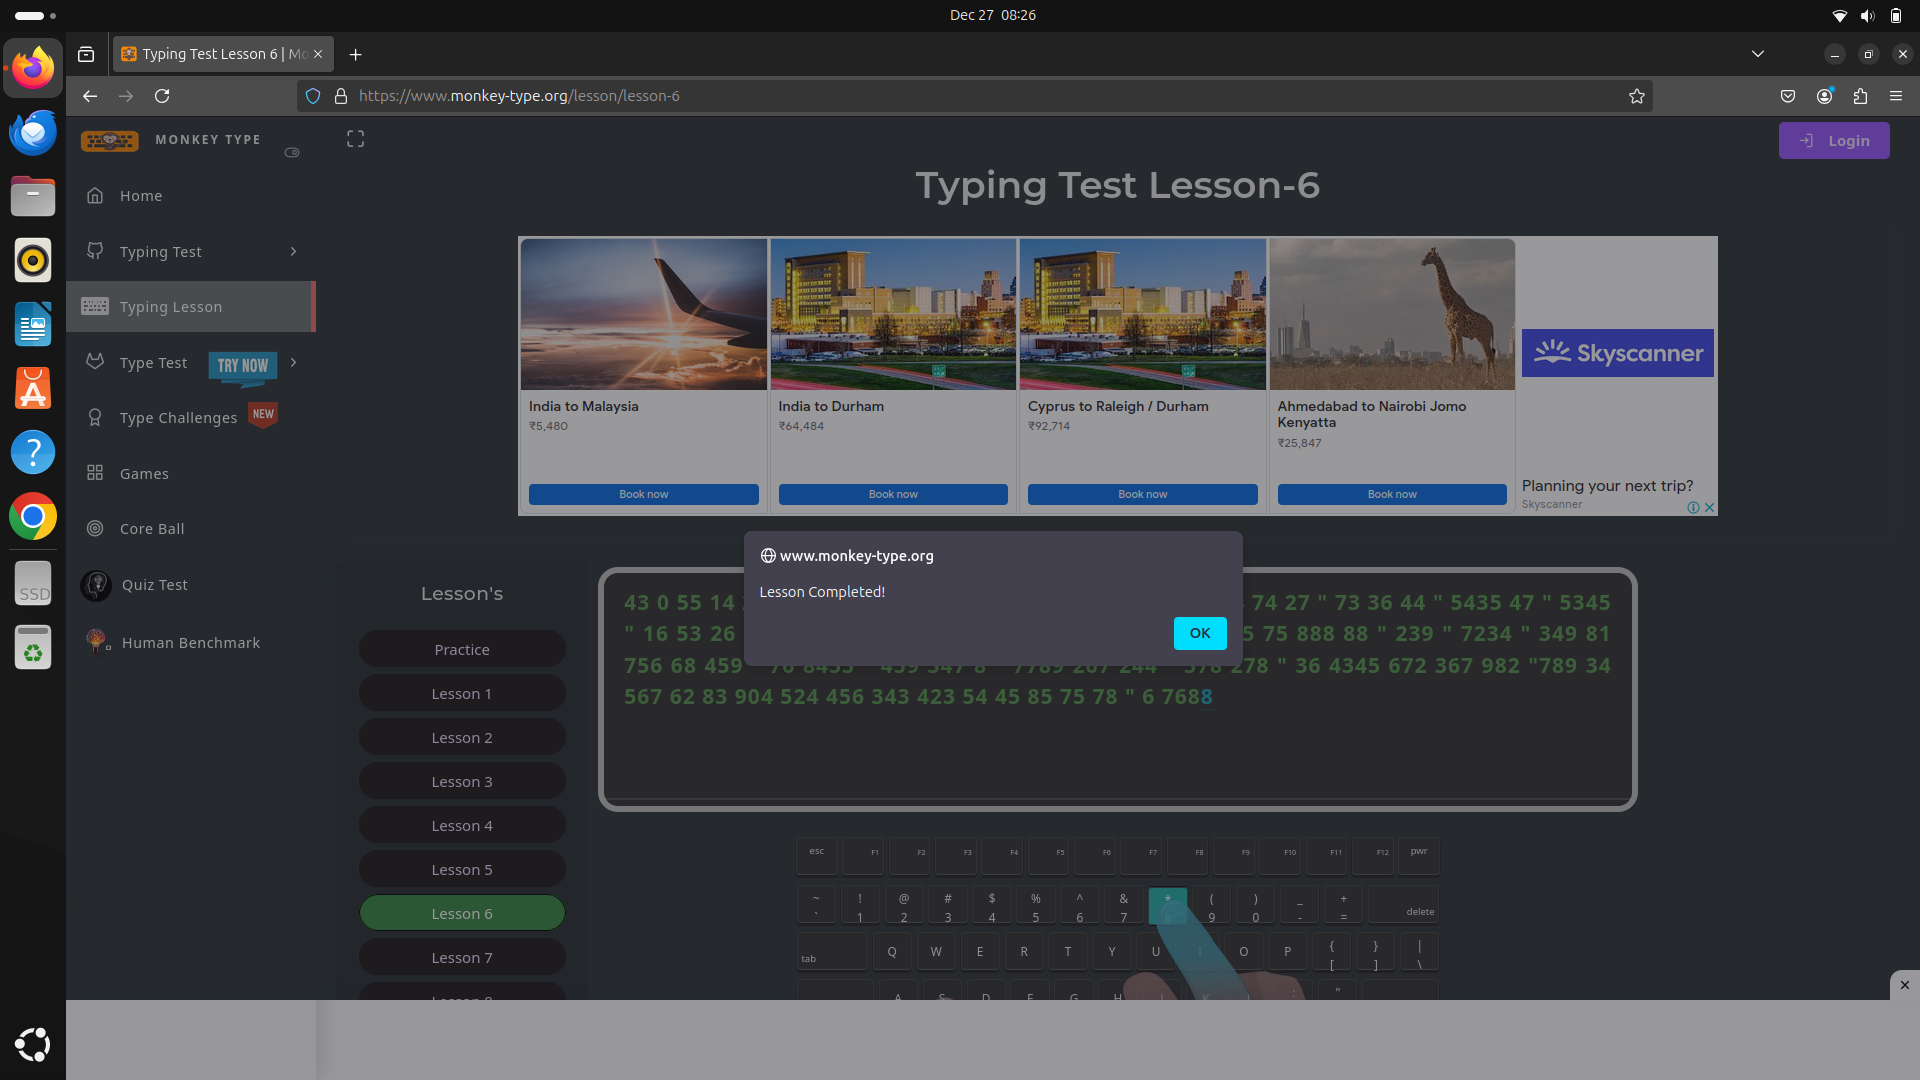 Dec 27 08:26
Typing Test Lesson 6 | Mo
https://www.monkey-type.org/lesson/lesson-6
MONKEY TYPE
Login
Home
Typing Test
Typing Lesson
Type Test TRY NOW
Type Challenges NEW
Games
Core Ball
Quiz Test
Human Benchmark
Typing Test Lesson-6
India to Malaysia
₹5,480
Book now
India to Durham
₹64,484
Book now
Cyprus to Raleigh / Durham
₹92,714
Book now
Ahmedabad to Nairobi Jomo
Kenyatta
₹25,847
Book now
Skyscanner
Planning your next trip?
Skyscanner
www.monkey-type.org
Lesson Completed!
OK
Lesson's
Practice
Lesson 1
Lesson 2
Lesson 3
Lesson 4
Lesson 5
Lesson 6
Lesson 7
43 0 55 14 74 27 " 73 36 44 " 5435 47 " 5345
" 16 53 26 75 888 88 " 239 " 7234 " 349 81
756 68 459 278 " 36 4345 672 367 982 "789 34
567 62 83 904 524 456 343 423 54 45 85 75 78 " 6 7688
esc F1 F2 F3 F4 F5 F6 F7 F8 F9 F10 F11 F12 pwr
~ ! @ # $ % ^ & * ( ) _ +
` 1 2 3 4 5 6 7 9 0 - = delete
tab Q W E R T Y U I O P { [ } ] | \
SSD